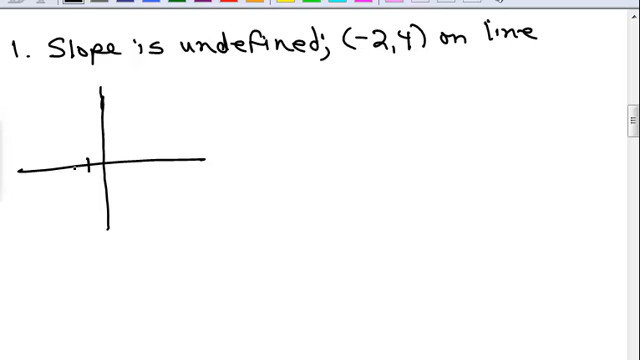 1. Slope is undefined; (-2,4) on line